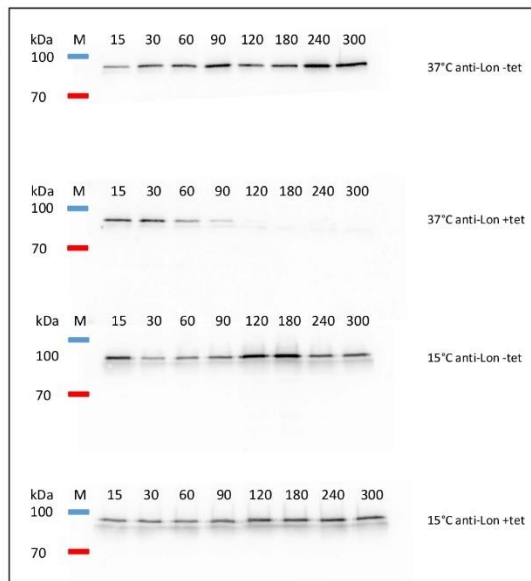 kDa M 15 30 60 90 120 180 240 300
100
37°C anti-Lon -tet
70
kDa M 15 30 60 90 120 180 240 300
100
37°C anti-Lon +tet
70
kDa M 15 30 60 90 120 180 240 300
100
15°C anti-Lon -tet
70
kDa M 15 30 60 90 120 180 240 300
100
15°C anti-Lon +tet
70